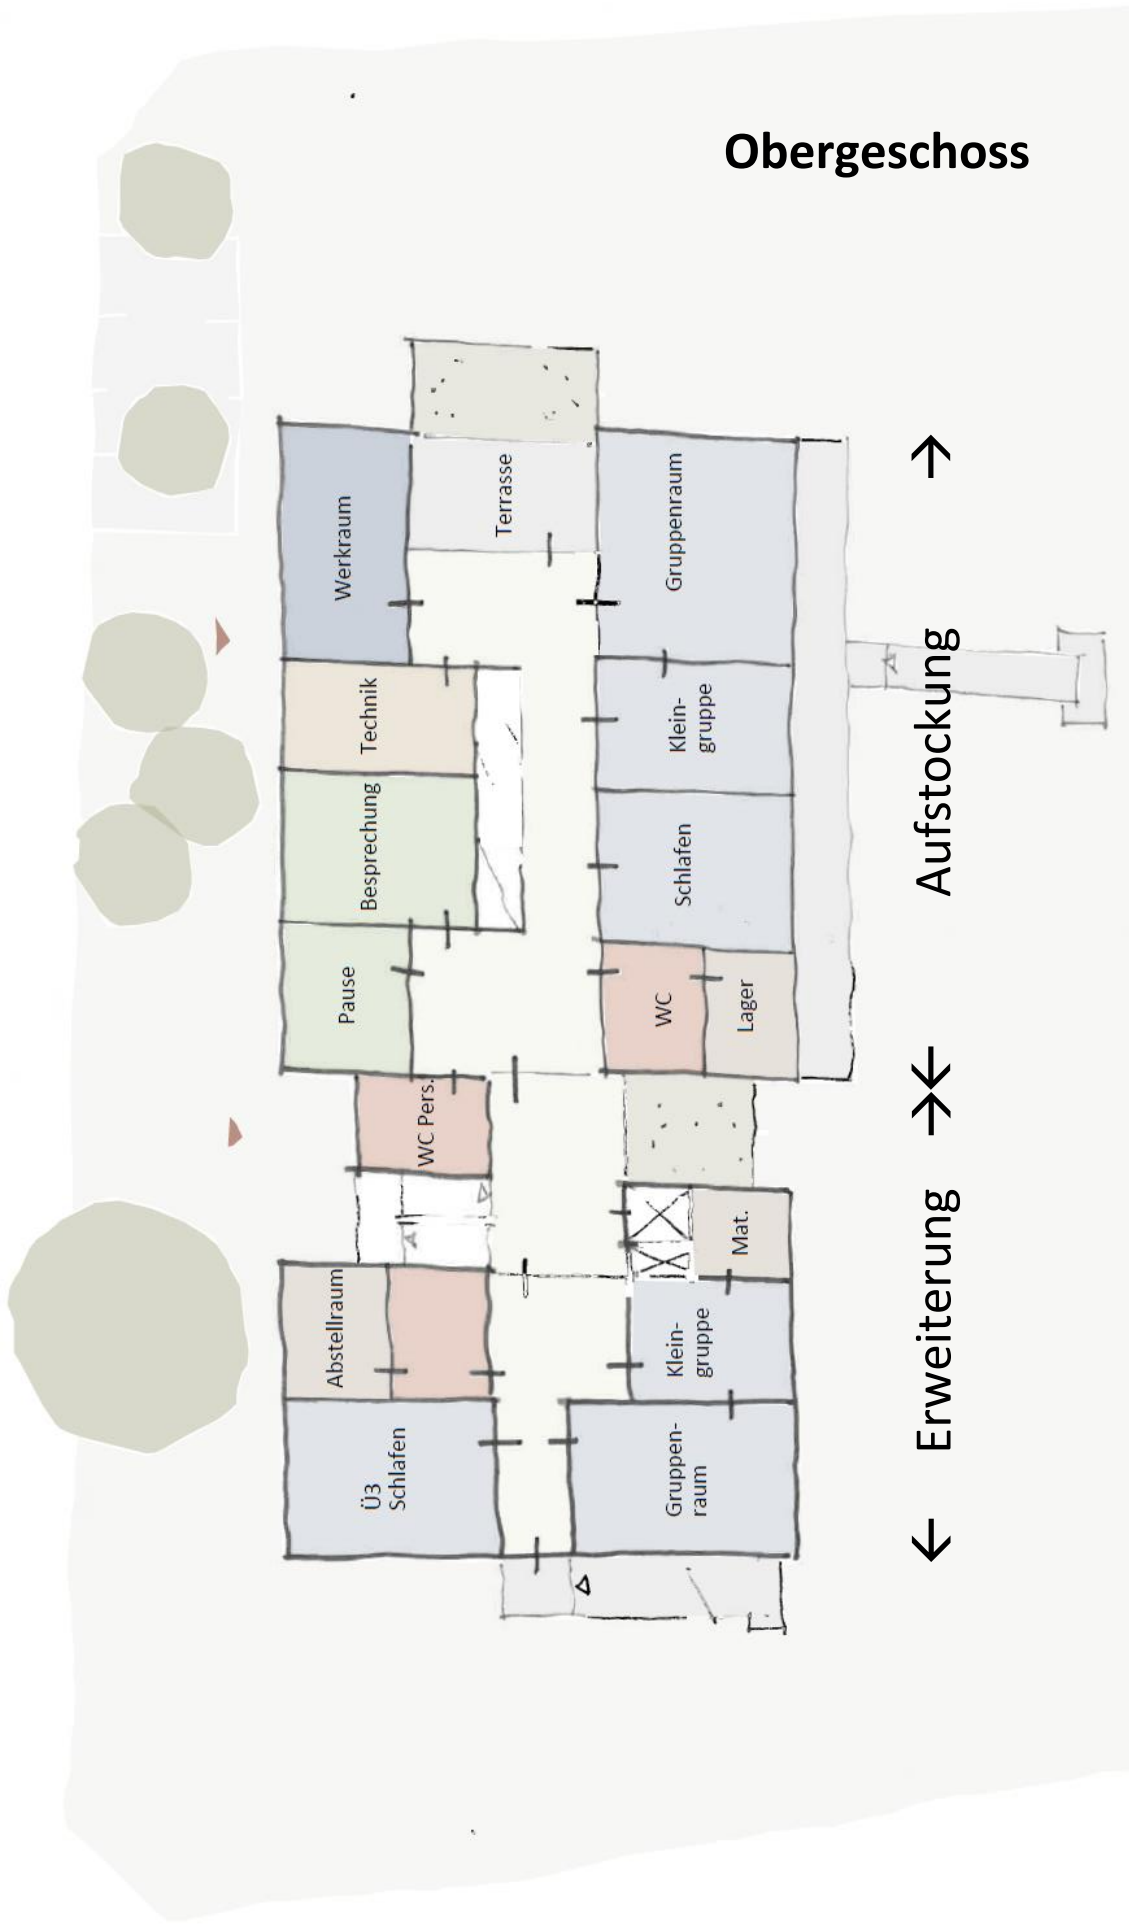 Obergeschoss
Werkraum
Terrasse
Gruppenraum
Technik
Klein-
gruppe
Besprechung
Schlafen
Pause
WC
Lager
WC Pers.
Mat.
Abstellraum
Klein-
gruppe
Ü3
Schlafen
Gruppen-
raum
← Erweiterung →
← Aufstockung →